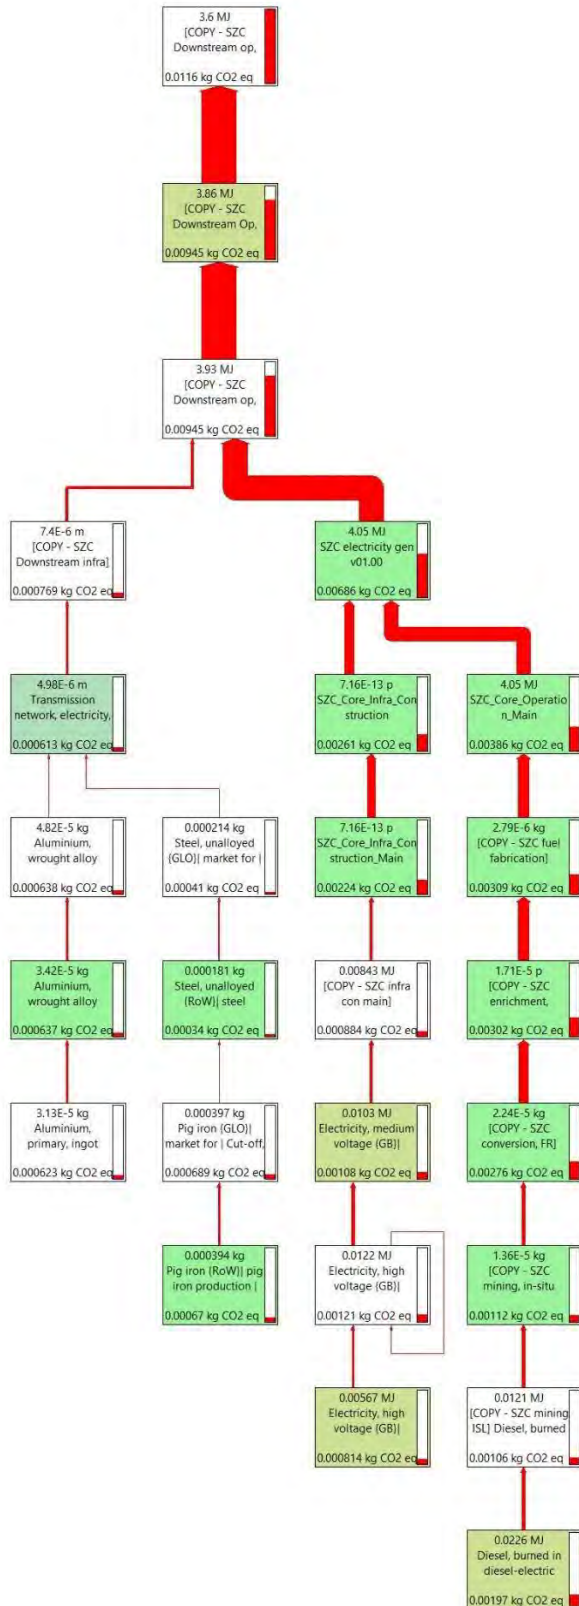 3.6 MJ
[COPY - SZC
Downstream op,
0.0116 kg CO2 eq
3.86 MJ
[COPY - SZC
Downstream Op,
0.00945 kg CO2 eq
3.93 MJ
[COPY - SZC
Downstream op,
0.00945 kg CO2 eq
7.4E-6 m
[COPY - SZC
Downstream infra]
0.000789 kg CO2 eq
4.05 MJ
SZC electricity gen
v01.00
0.00686 kg CO2 eq
4.98E-6 m
Transmission
network, electricity,
0.000613 kg CO2 eq
7.16E-13 p
SZC_Core_Infra_Con
struction
0.00261 kg CO2 eq
4.05 MJ
SZC_Core_Operatio
n_Main
0.00386 kg CO2 eq
4.82E-5 kg
Aluminium,
wrought alloy
0.000638 kg CO2 eq
0.000214 kg
Steel, unalloyed
{GLO}| market for |
0.00041 kg CO2 eq
7.16E-13 p
SZC_Core_Infra_Con
struction_Main
0.00224 kg CO2 eq
2.79E-6 kg
[COPY - SZC fuel
fabrication]
0.00309 kg CO2 eq
3.42E-5 kg
Aluminium,
wrought alloy
0.000637 kg CO2 eq
0.000181 kg
Steel, unalloyed
{RoW}| steel
0.00034 kg CO2 eq
0.00843 MJ
[COPY - SZC infra
con main]
0.000884 kg CO2 eq
1.71E-5 p
[COPY - SZC
enrichment,
0.00302 kg CO2 eq
3.13E-5 kg
Aluminium,
primary, ingot
0.000623 kg CO2 eq
0.000397 kg
Pig iron {GLO}|
market for | Cut-off,
0.000689 kg CO2 eq
0.0103 MJ
Electricity, medium
voltage {GB}|
0.00108 kg CO2 eq
2.24E-5 kg
[COPY - SZC
conversion, FR]
0.00276 kg CO2 eq
0.000394 kg
Pig iron {RoW}| pig
iron production |
0.00067 kg CO2 eq
0.0122 MJ
Electricity, high
voltage {GB}|
0.00121 kg CO2 eq
1.36E-5 kg
[COPY - SZC
mining, in-situ
0.00112 kg CO2 eq
0.00567 MJ
Electricity, high
voltage {GB}|
0.000814 kg CO2 eq
0.0121 MJ
[COPY - SZC mining
ISL] Diesel, burned
0.00106 kg CO2 eq
0.0226 MJ
Diesel, burned in
diesel-electric
0.00197 kg CO2 eq